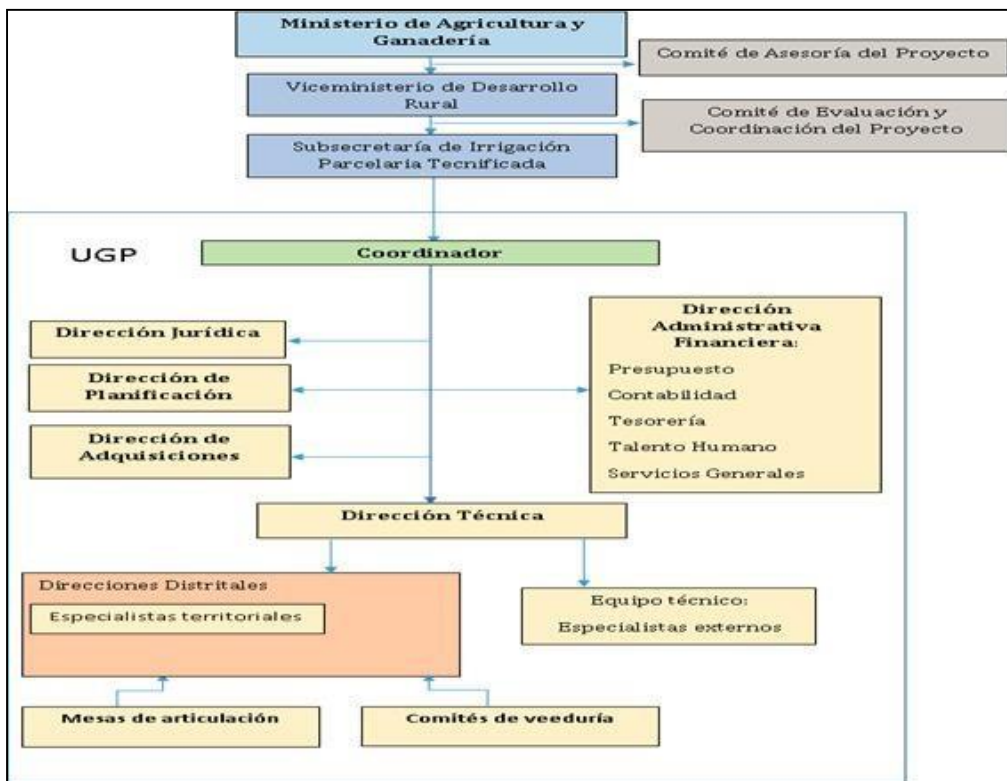 Ministerio de Agricultura y
Ganadería
Comité de Asesoría del Proyecto
Viceministerio de Desarrollo
Rural
Comité de Evaluación y
Coordinación del Proyecto
Subsecretaría de Irrigación
Parcelaria Tecnificada
UGP
Coordinador
Dirección Jurídica
Dirección de
Planificación
Dirección de
Adquisiciones
Dirección
Administrativa
Financiera:
Presupuesto
Contabilidad
Tesorería
Talento Humano
Servicios Generales
Dirección Técnica
Direcciones Distritales
Especialistas territoriales
Equipo técnico:
Especialistas externos
Mesas de articulación
Comités de veeduría